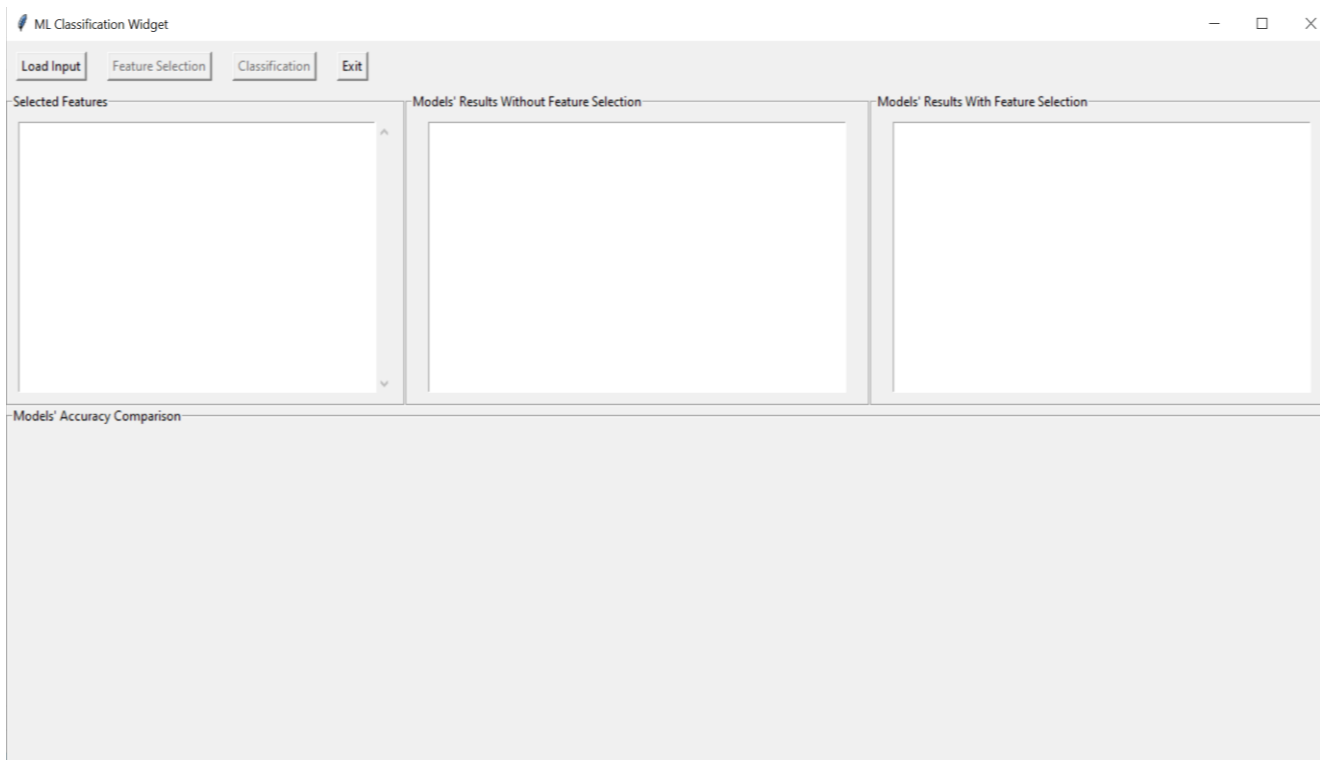 ML Classification Widget
Load Input Feature Selection Classification Exit
Selected Features Models' Results Without Feature Selection Models' Results With Feature Selection
Models' Accuracy Comparison